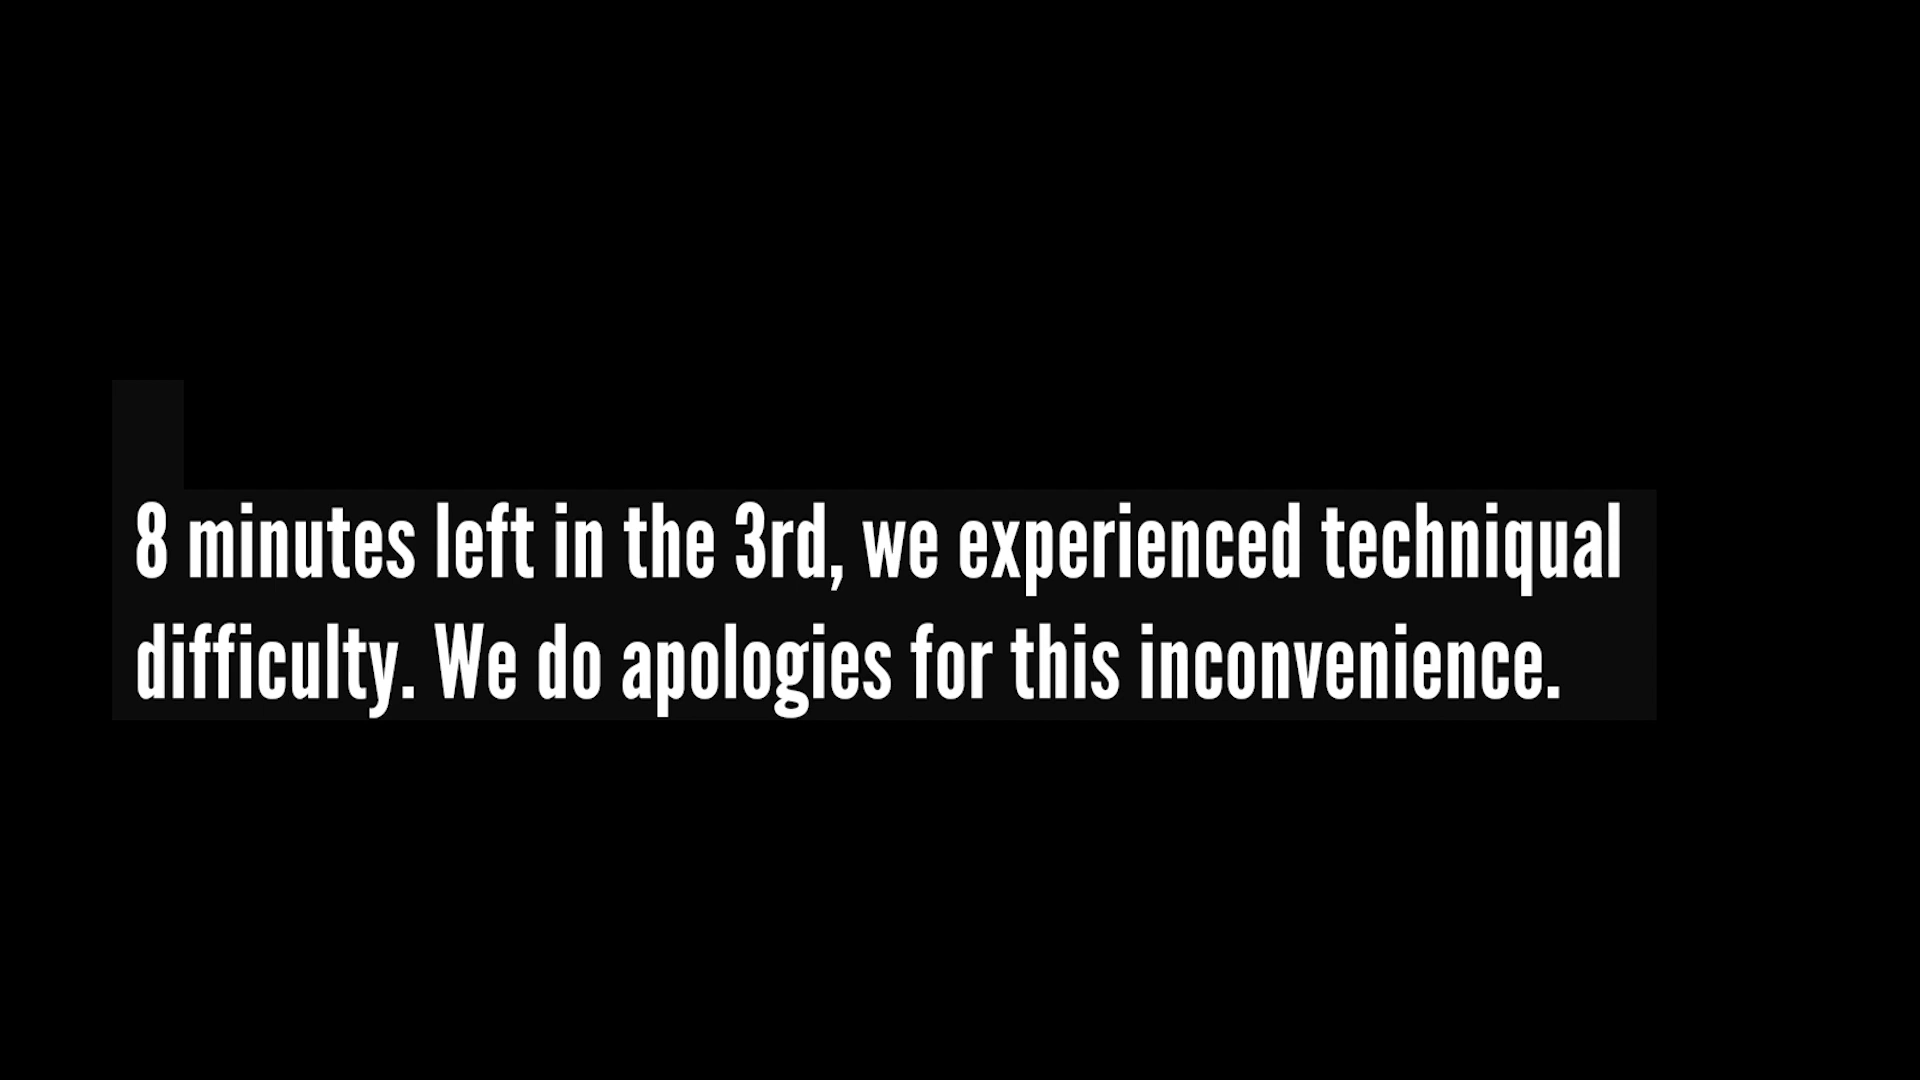 8 minutes left in the 3rd, we experienced techniqual
difficulty. We do apologies for this inconvenience.